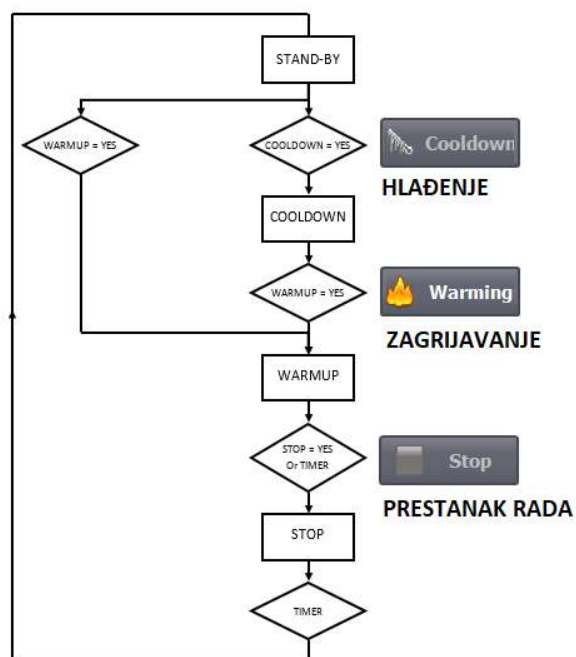 STAND-BY
WARMUP = YES
COOLDOWN = YES
Cooldown
HLAĐENJE
COOLDOWN
WARMUP = YES
Warming
ZAGRIJAVANJE
WARMUP
STOP = YES
Or TIMER
Stop
PRESTANAK RADA
STOP
TIMER